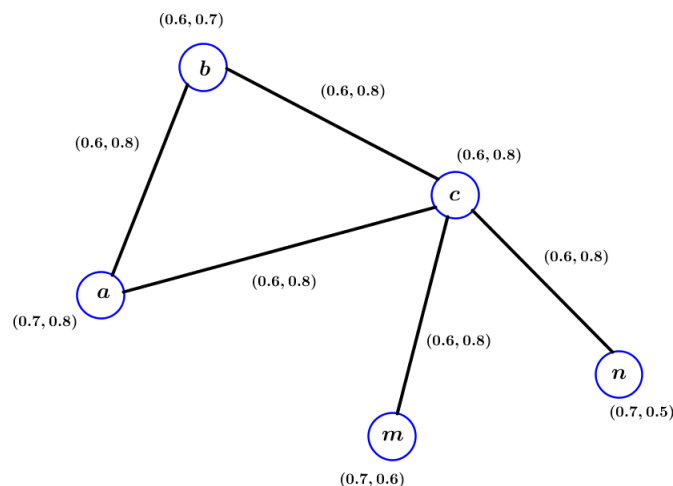 (0.6, 0.7)
b
(0.6, 0.8)
(0.6, 0.8)
(0.6, 0.8)
c
(0.6, 0.8)
(0.6, 0.8)
a
(0.7, 0.8)
(0.6, 0.8)
n
(0.7, 0.5)
m
(0.7, 0.6)